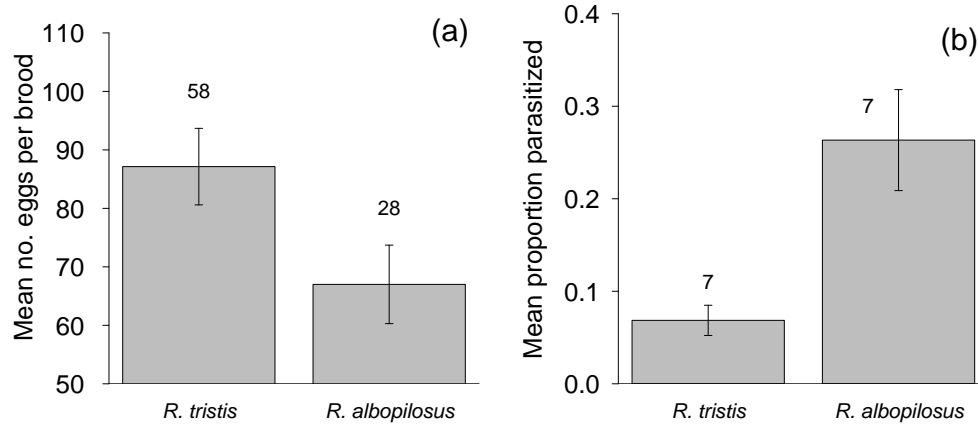 (a)
Mean no. eggs per brood
110
100
90
80
70
60
50
58
28
R. tristis
R. albopilosus
(b)
Mean proportion parasitized
0.4
0.3
0.2
0.1
0.0
7
7
R. tristis
R. albopilosus